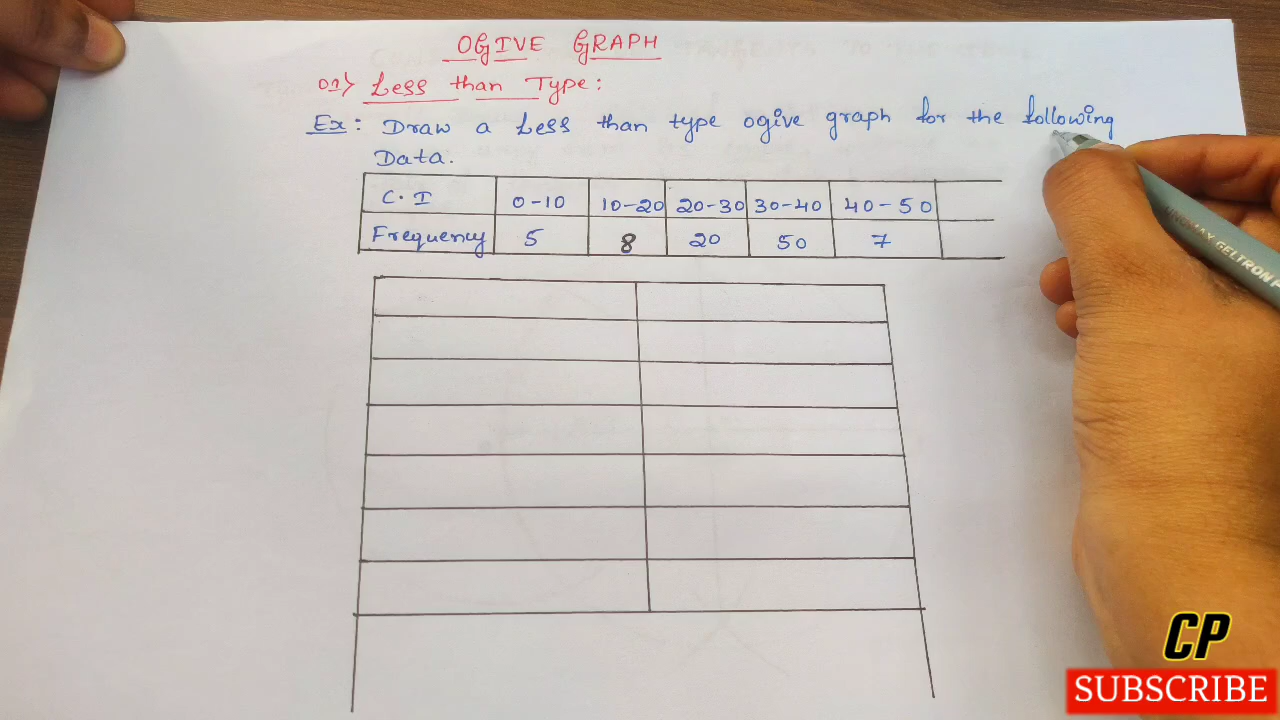 OGIVE GRAPH
01) Less than Type:
Ex: Draw a Less than type ogive graph for the following
Data.
C.I 0-10 10-20 20-30 30-40 40-50
Frequency 5 8 20 50 7
CP
SUBSCRIBE